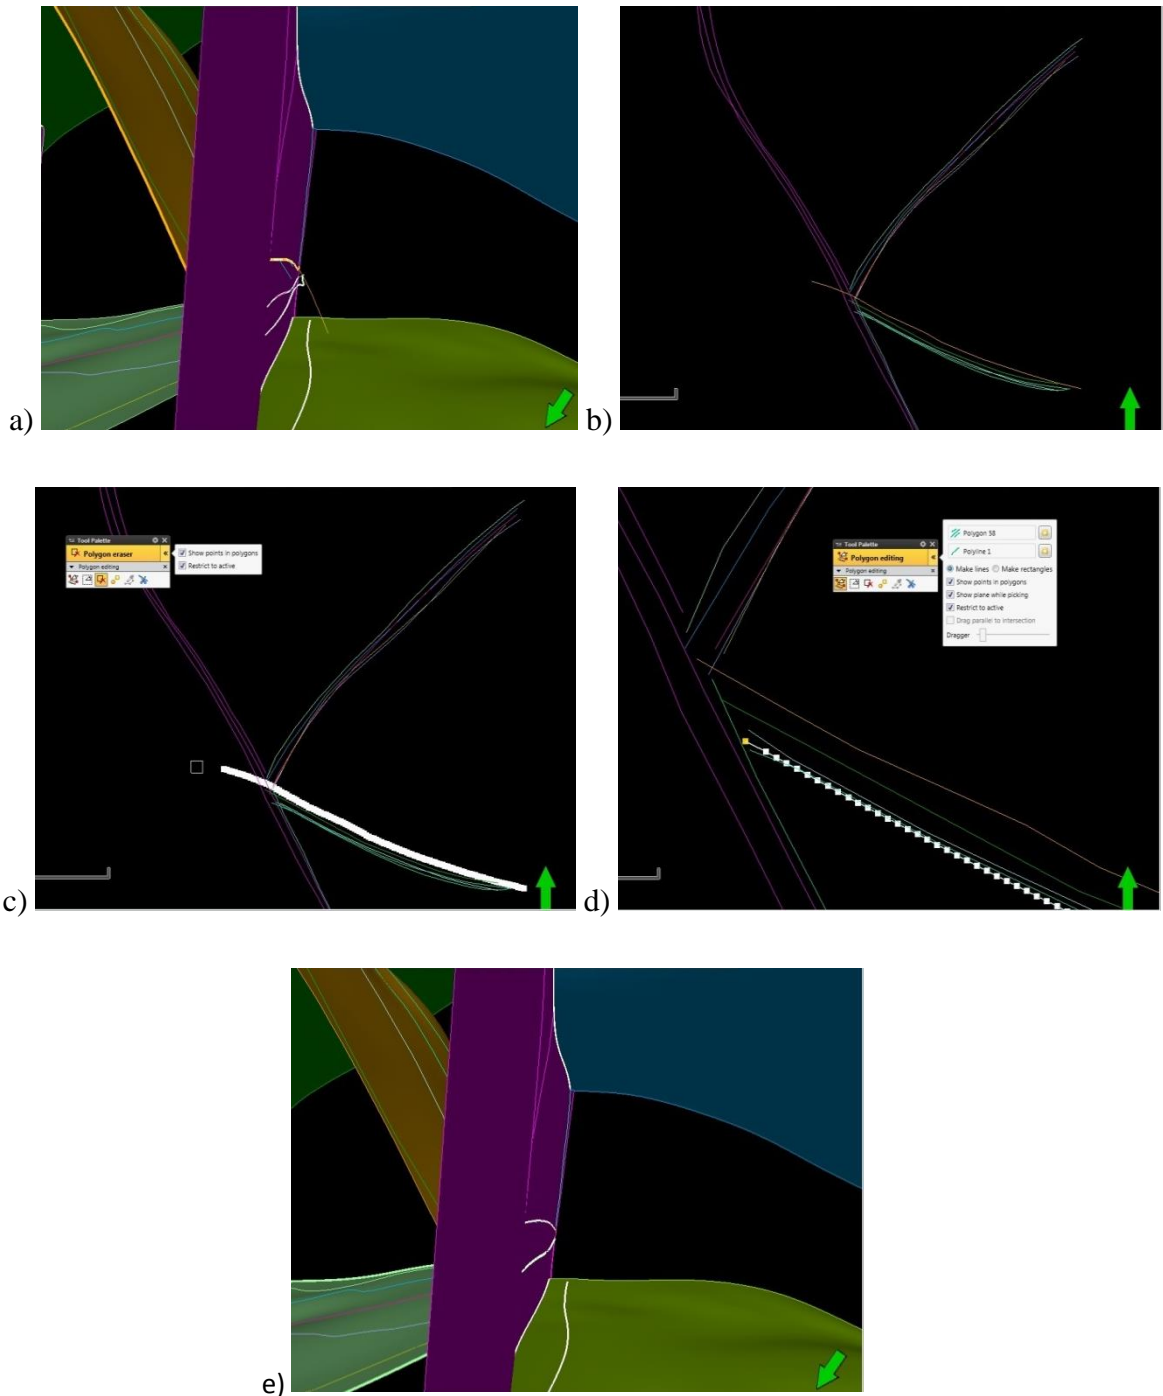 a)
b)
Tool Palette
Polygon eraser
Polygon editing
Show points in polygons
Restrict to active
c)
Tool Palette
Polygon editing
Polygon editing
Polygon 58
Polyline 1
Make lines Make rectangles
Show points in polygons
Show plane while picking
Restrict to active
Drag parallel to intersection
Dragger
d)
e)